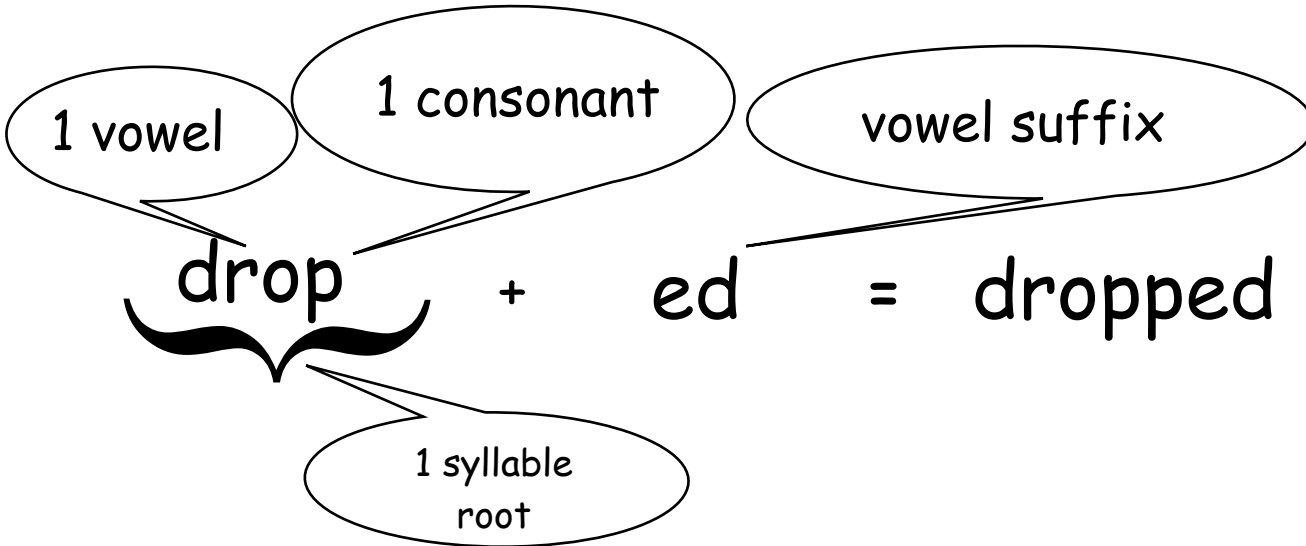 1 vowel
1 consonant
vowel suffix
drop + ed = dropped
1 syllable
root